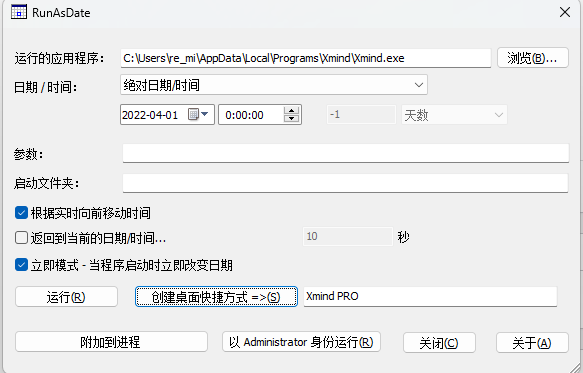 RunAsDate
运行的应用程序： C:\Users\re_mi\AppData\Local\Programs\Xmind\Xmind.exe 浏览(B)...
日期 / 时间： 绝对日期/时间
2022-04-01 0:00:00 -1 天数
参数：
启动文件夹：
根据实时向前移动时间
返回到当前的日期/时间... 10 秒
立即模式 - 当程序启动时立即改变日期
运行(R) 创建桌面快捷方式 =>(S) Xmind PRO
附加到进程 以 Administrator 身份运行(R) 关闭(C) 关于(A)